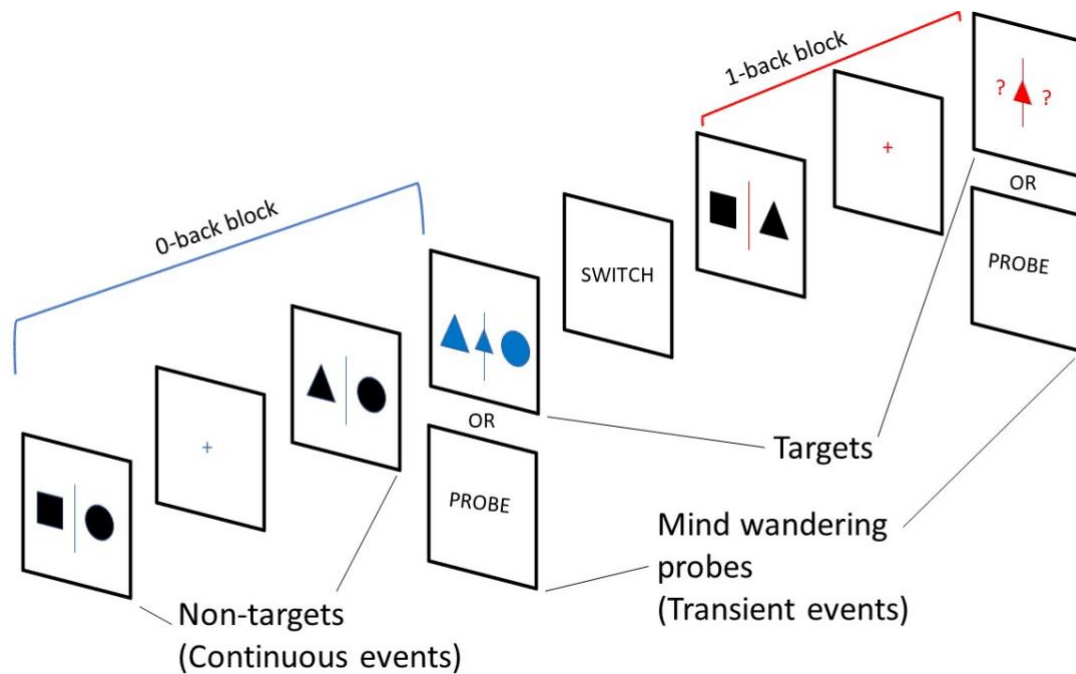 0-back block
1-back block
+
OR
PROBE
SWITCH
+
? ?
OR
PROBE
Targets
Mind wandering
probes
(Transient events)
Non-targets
(Continuous events)